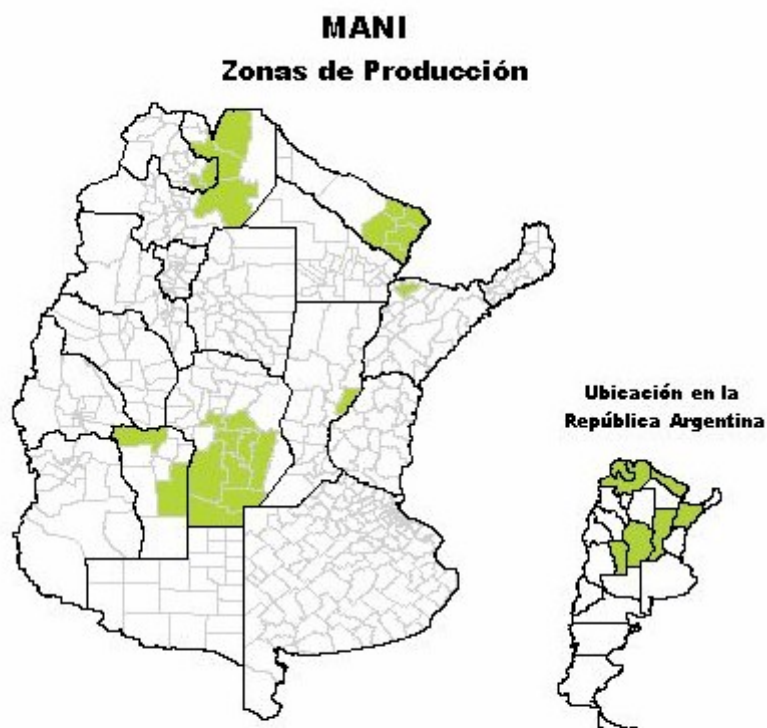 MANI
Zonas de Producción
Ubicación en la
República Argentina